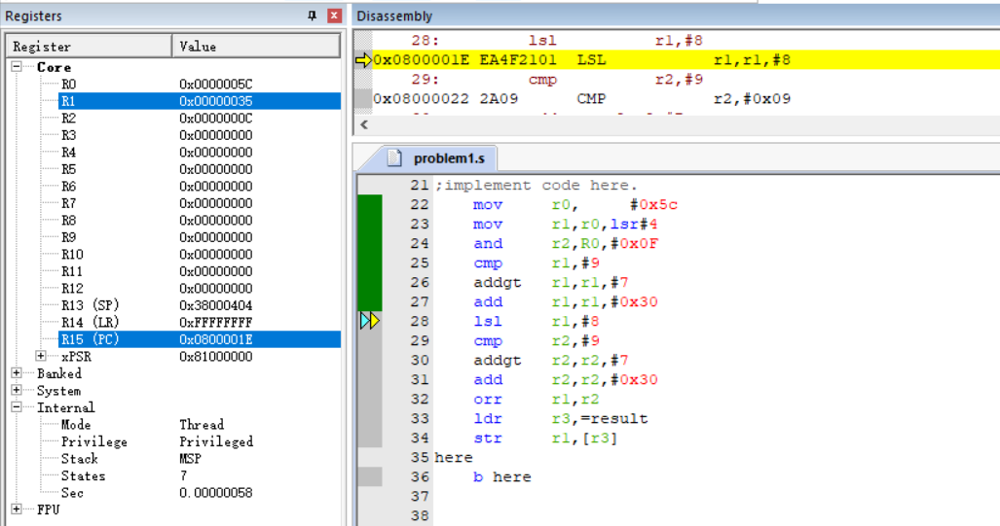 Registers
Register Value
Core
R0 0x0000005C
R1 0x00000035
R2 0x0000000C
R3 0x00000000
R4 0x00000000
R5 0x00000000
R6 0x00000000
R7 0x00000000
R8 0x00000000
R9 0x00000000
R10 0x00000000
R11 0x00000000
R12 0x00000000
R13 (SP) 0x38000404
R14 (LR) 0xFFFFFFFF
R15 (PC) 0x0800001E
xPSR 0x81000000
Banked
System
Internal
Mode Thread
Privilege Privileged
Stack MSP
States 7
Sec 0.00000058
FPU
Disassembly
28: lsl r1,#8
0x0800001E EA4F2101 LSL r1,r1,#8
29: cmp r2,#9
0x08000022 2A09 CMP r2,#0x09
problem1.s
21 ;implement code here.
22 mov r0, #0x5c
23 mov r1,r0,lsr#4
24 and r2,R0,#0x0F
25 cmp r1,#9
26 addgt r1,r1,#7
27 add r1,r1,#0x30
28 lsl r1,#8
29 cmp r2,#9
30 addgt r2,r2,#7
31 add r2,r2,#0x30
32 orr r1,r2
33 ldr r3,=result
34 str r1,[r3]
35 here
36 b here
37
38